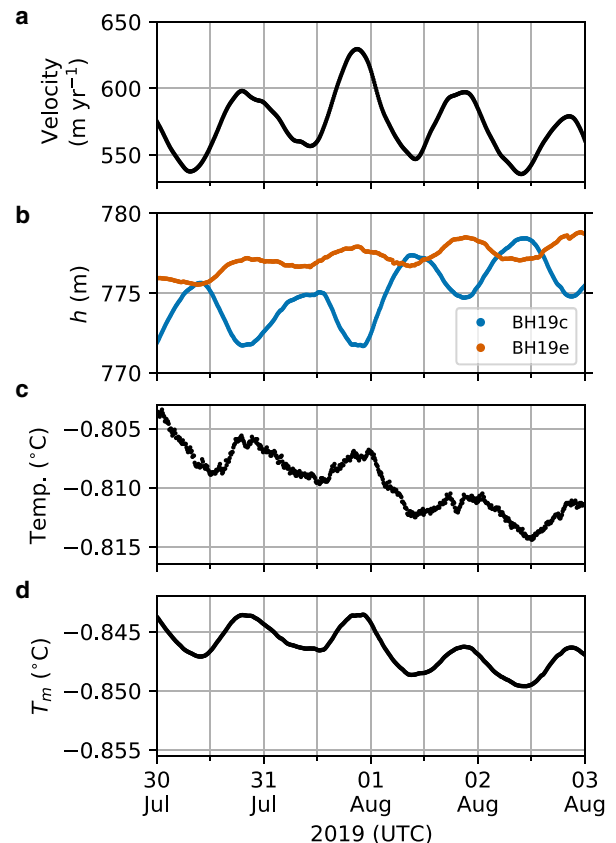 a
650
600
550
Velocity
(m yr⁻¹)
b
780
775
770
h (m)
BH19c
BH19e
c
−0.805
−0.810
−0.815
Temp. (°C)
d
−0.845
−0.850
−0.855
Tm (°C)
30 31 01 02 03
Jul Jul Aug Aug Aug
2019 (UTC)